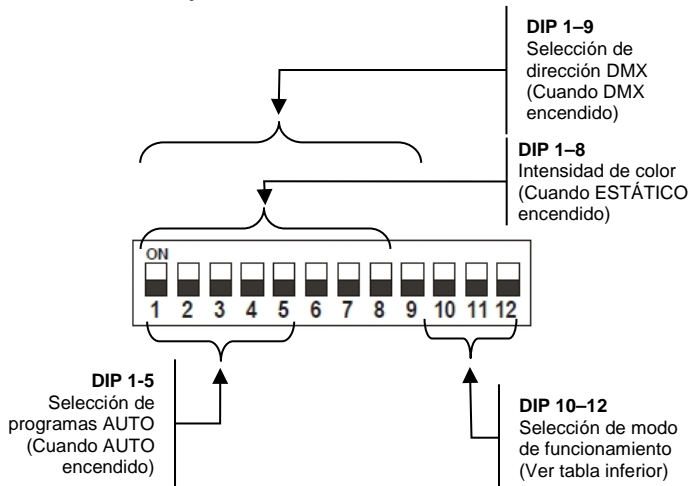 DIP 1–9
Selección de
dirección DMX
(Cuando DMX
encendido)
DIP 1–8
Intensidad de color
(Cuando ESTÁTICO
encendido)
ON
1 2 3 4 5 6 7 8 9 10 11 12
DIP 1-5
Selección de
programas AUTO
(Cuando AUTO
encendido)
DIP 10–12
Selección de modo
de funcionamiento
(Ver tabla inferior)